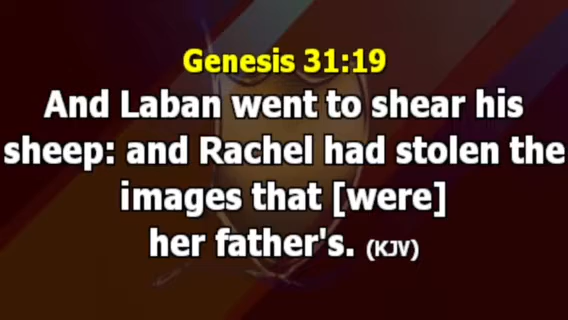 Genesis 31:19
And Laban went to shear his
sheep: and Rachel had stolen the
images that [were]
her father's. (KJV)